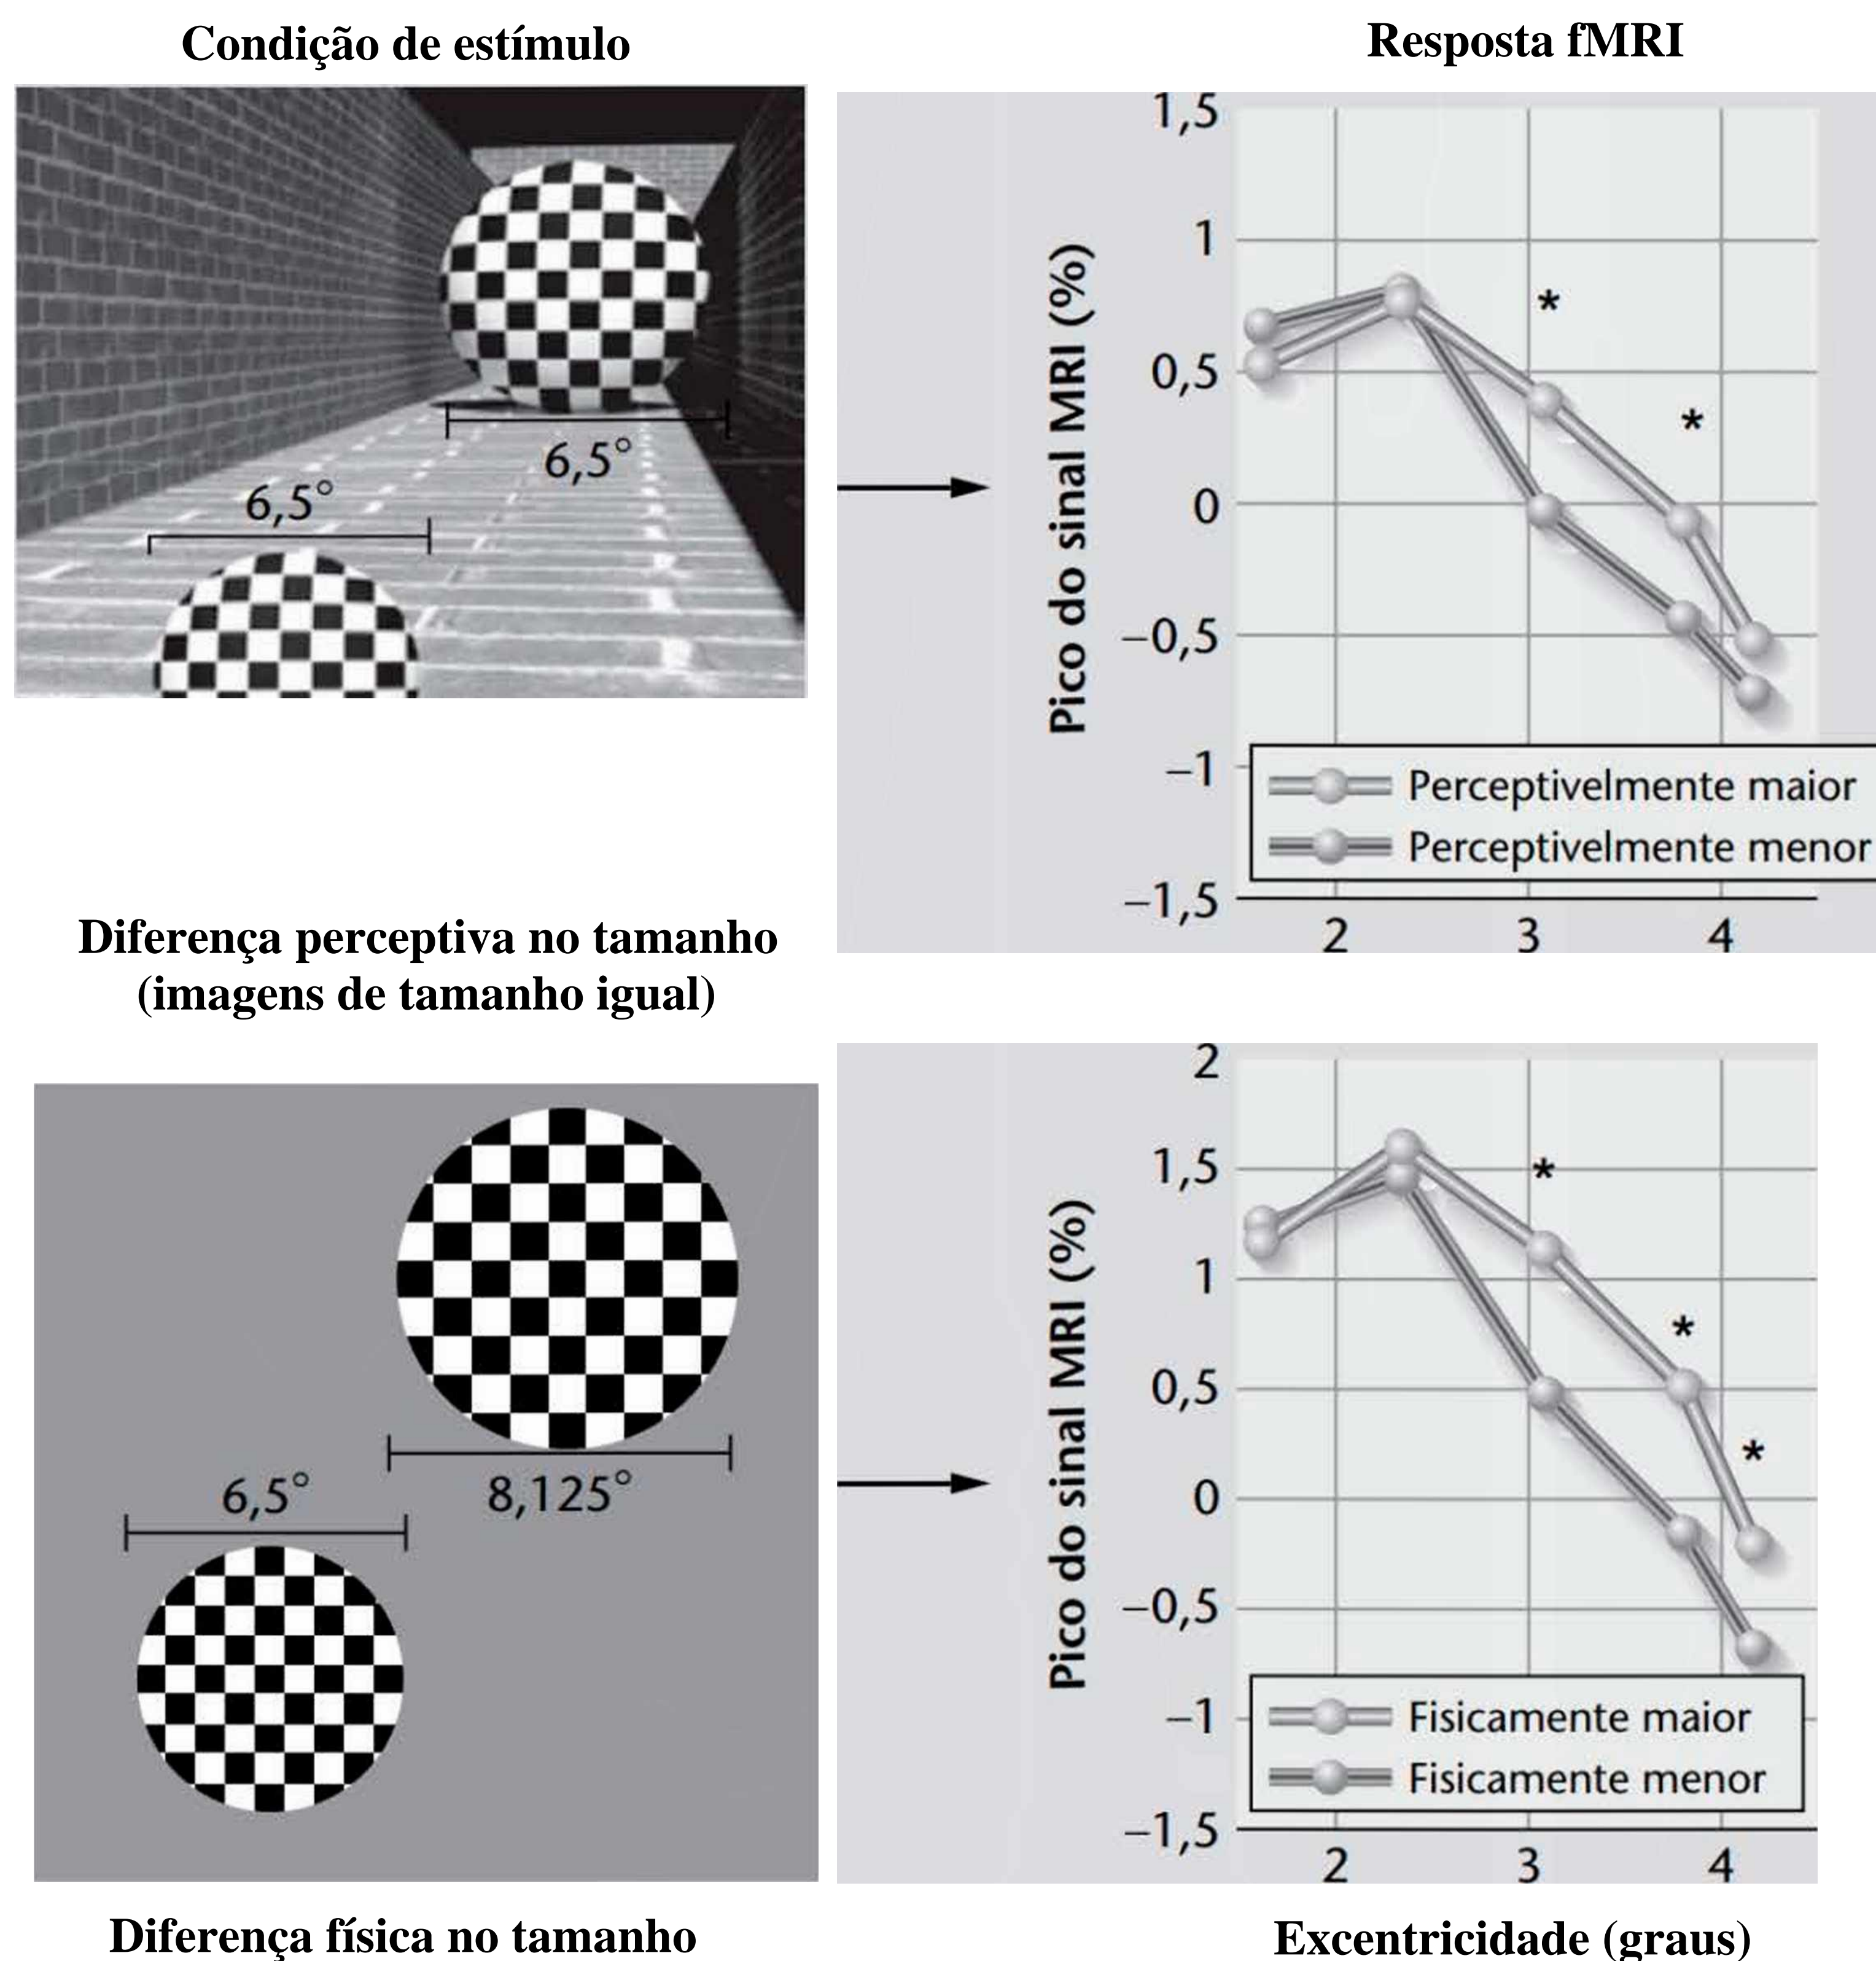 Condição de estímulo
Resposta fMRI
6,5°
6,5°
Pico do sinal MRI (%)
1,5
1
0,5
0
–0,5
–1
–1,5
*
*
Perceptivelmente maior
Perceptivelmente menor
2 3 4
Diferença perceptiva no tamanho
(imagens de tamanho igual)
8,125°
6,5°
Pico do sinal MRI (%)
2
1,5
1
0,5
0
–0,5
–1
–1,5
*
*
*
Fisicamente maior
Fisicamente menor
2 3 4
Diferença física no tamanho
Excentricidade (graus)